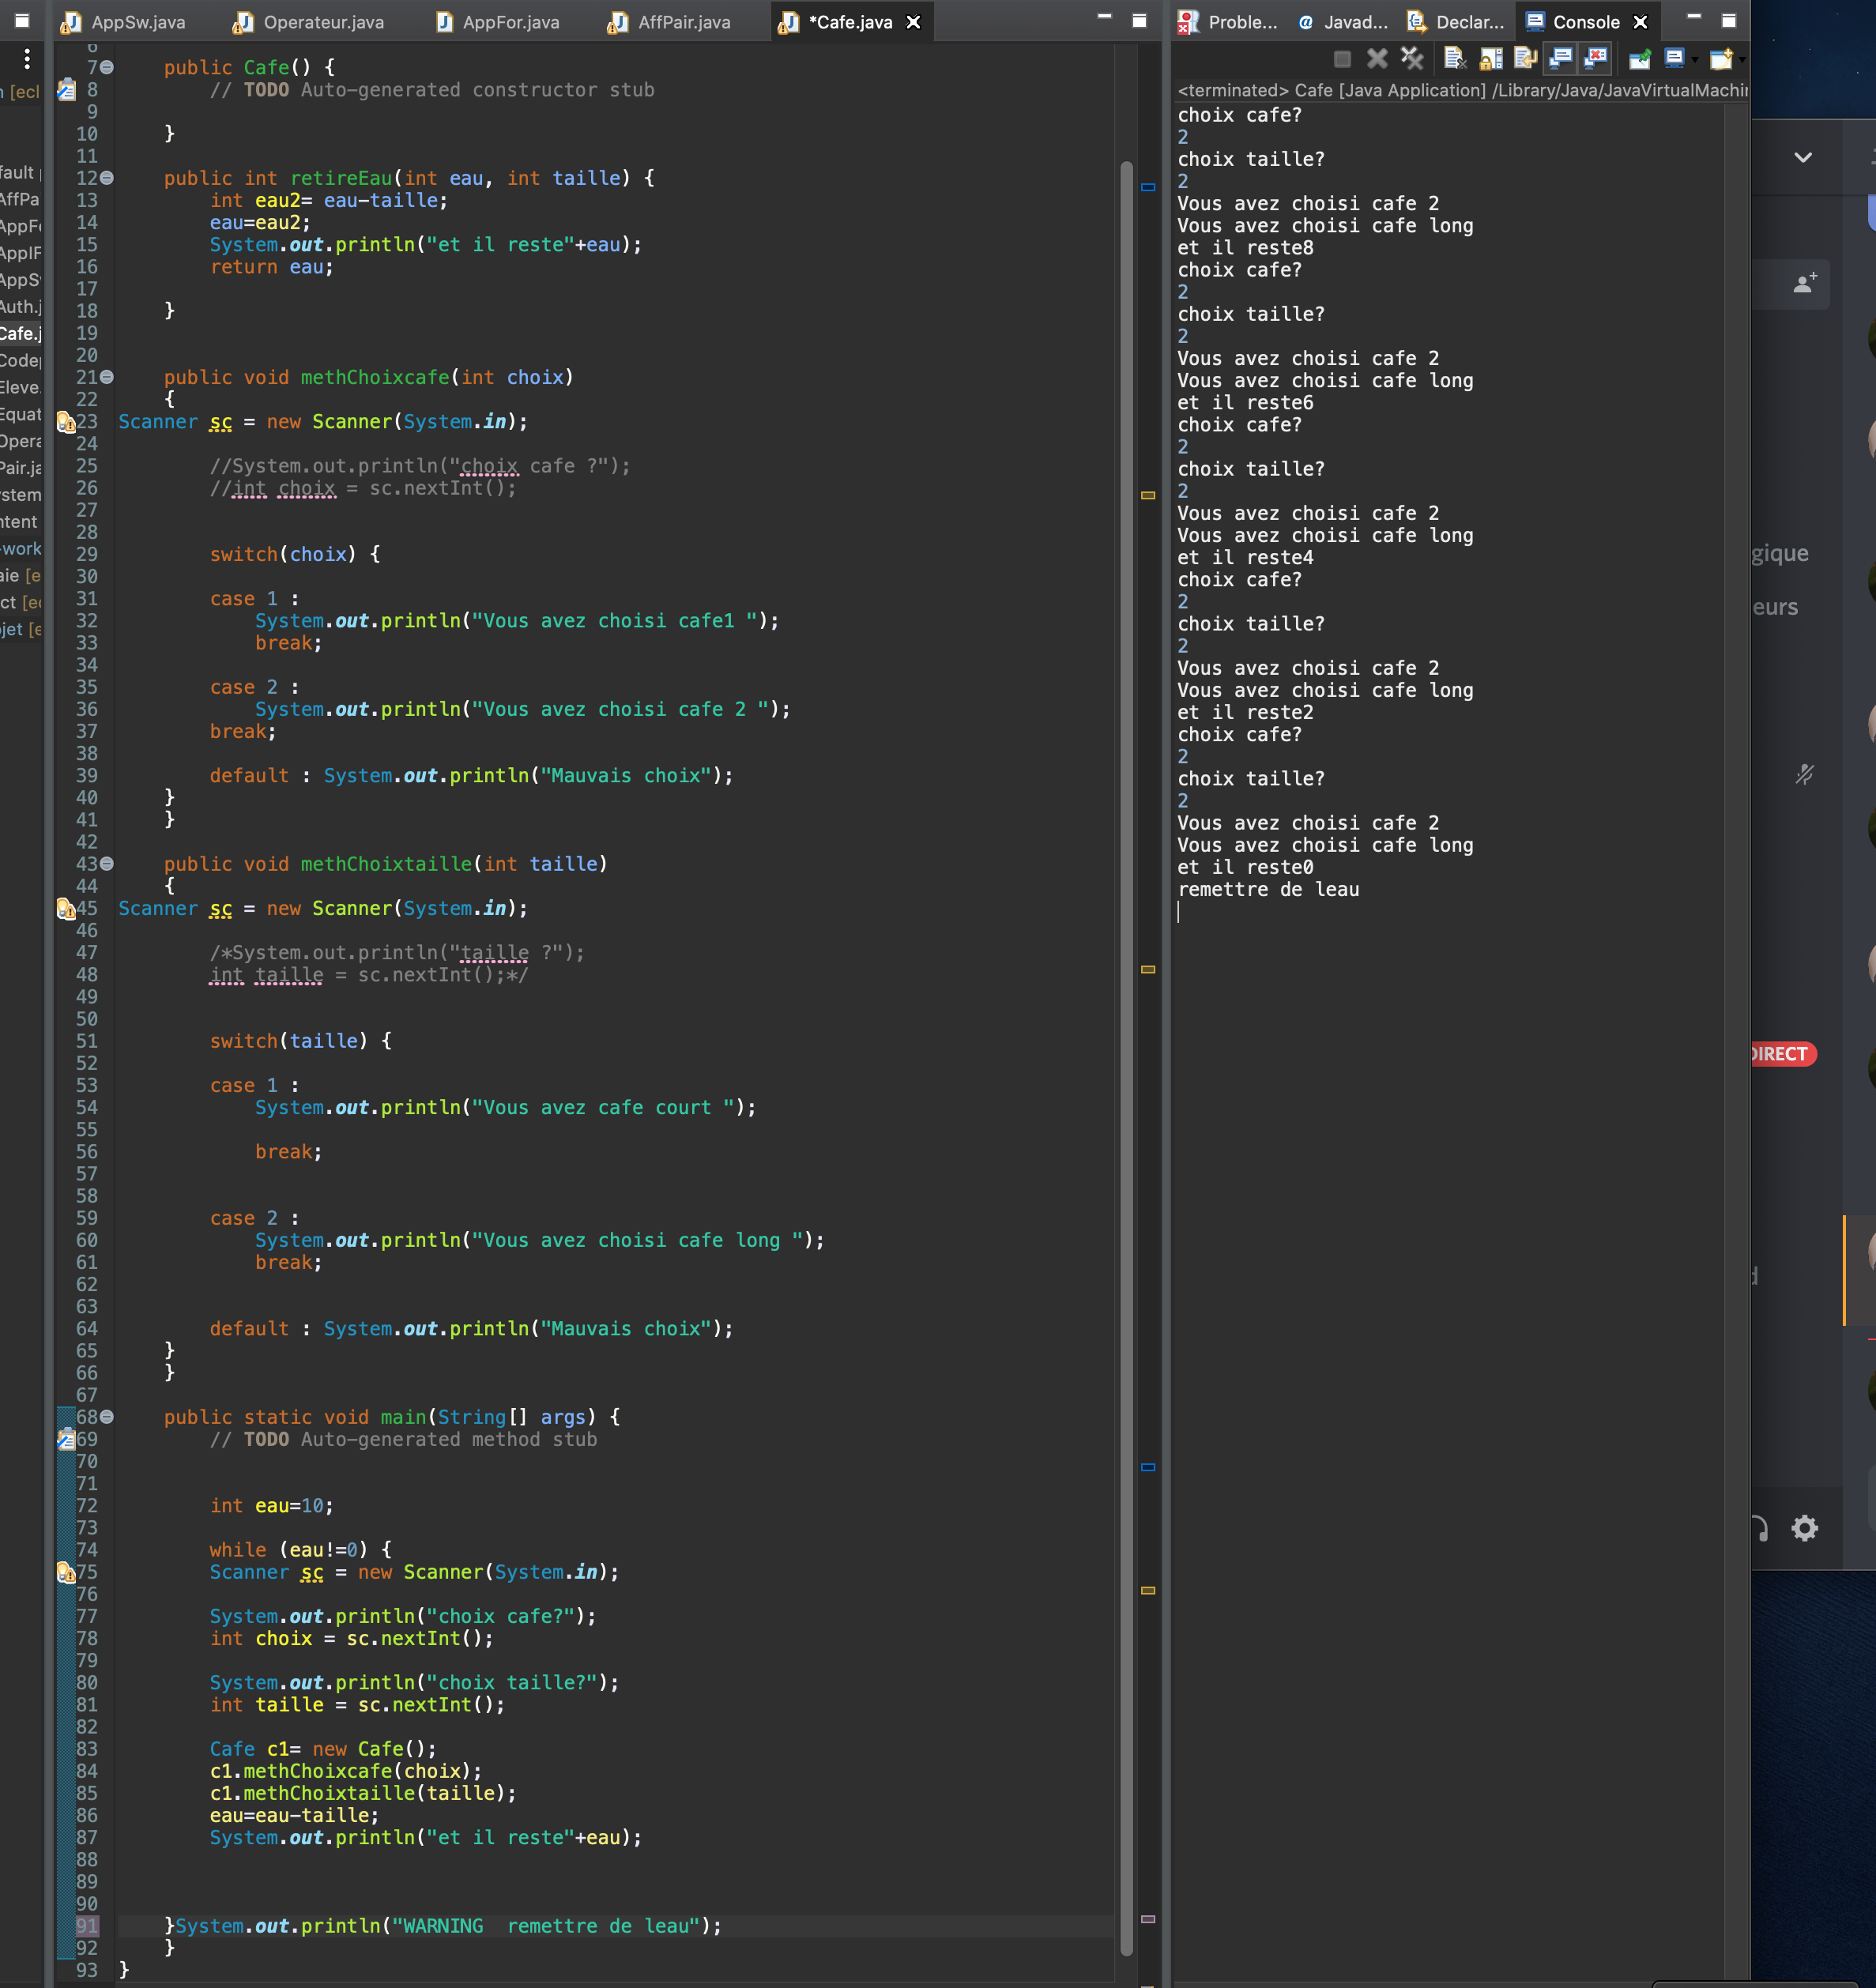 AppSw.java
Operateur.java
AppFor.java
AffPair.java
*Cafe.java
6
7 public Cafe() {
8 // TODO Auto-generated constructor stub
9
10 }
11
12 public int retireEau(int eau, int taille) {
13 int eau2= eau-taille;
14 eau=eau2;
15 System.out.println("et il reste"+eau);
16 return eau;
17
18 }
19
20
21 public void methChoixcafe(int choix)
22 {
23 Scanner sc = new Scanner(System.in);
24
25 //System.out.println("choix cafe ?");
26 //int choix = sc.nextInt();
27
28
29 switch(choix) {
30
31 case 1 :
32 System.out.println("Vous avez choisi cafe1 ");
33 break;
34
35 case 2 :
36 System.out.println("Vous avez choisi cafe 2 ");
37 break;
38
39 default : System.out.println("Mauvais choix");
40 }
41 }
42
43 public void methChoixtaille(int taille)
44 {
45 Scanner sc = new Scanner(System.in);
46
47 /*System.out.println("taille ?");
48 int taille = sc.nextInt();*/
49
50
51 switch(taille) {
52
53 case 1 :
54 System.out.println("Vous avez cafe court ");
55
56 break;
57
58
59 case 2 :
60 System.out.println("Vous avez choisi cafe long ");
61 break;
62
63
64 default : System.out.println("Mauvais choix");
65 }
66 }
67
68 public static void main(String[] args) {
69 // TODO Auto-generated method stub
70
71
72 int eau=10;
73
74 while (eau!=0) {
75 Scanner sc = new Scanner(System.in);
76
77 System.out.println("choix cafe?");
78 int choix = sc.nextInt();
79
80 System.out.println("choix taille?");
81 int taille = sc.nextInt();
82
83 Cafe c1= new Cafe();
84 c1.methChoixcafe(choix);
85 c1.methChoixtaille(taille);
86 eau=eau-taille;
87 System.out.println("et il reste"+eau);
88
89
90
91 }System.out.println("WARNING  remettre de leau");
92 }
93 }
Proble...
Javad...
Declar...
Console
<terminated> Cafe [Java Application] /Library/Java/JavaVirtualMachin
choix cafe?
2
choix taille?
2
Vous avez choisi cafe 2
Vous avez choisi cafe long
et il reste8
choix cafe?
2
choix taille?
2
Vous avez choisi cafe 2
Vous avez choisi cafe long
et il reste6
choix cafe?
2
choix taille?
2
Vous avez choisi cafe 2
Vous avez choisi cafe long
et il reste4
choix cafe?
2
choix taille?
2
Vous avez choisi cafe 2
Vous avez choisi cafe long
et il reste2
choix cafe?
2
choix taille?
2
Vous avez choisi cafe 2
Vous avez choisi cafe long
et il reste0
remettre de leau
gique
eurs
DIRECT